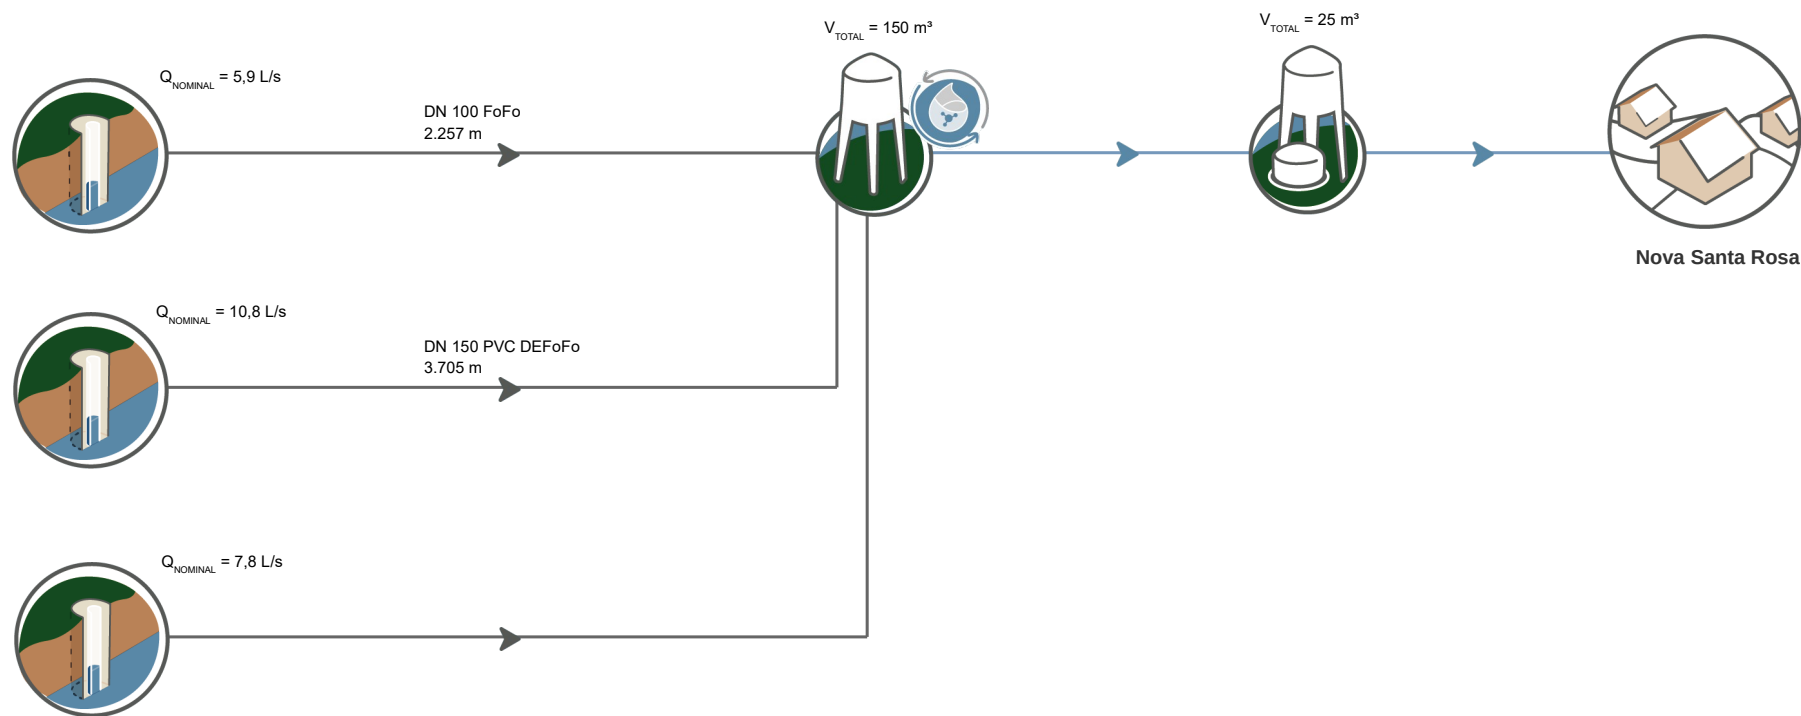 V_TOTAL = 150 m³
V_TOTAL = 25 m³
Q_NOMINAL = 5,9 L/s
DN 100 FoFo
2.257 m
Nova Santa Rosa
Q_NOMINAL = 10,8 L/s
DN 150 PVC DEFoFo
3.705 m
Q_NOMINAL = 7,8 L/s